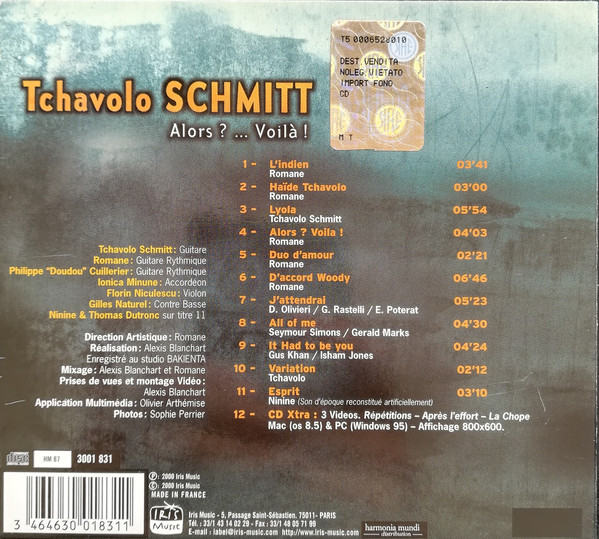 T5 0006528010
DEST.VENDITA
NOLEG.VIETATO
IMPORT FONO
CD
M T
Tchavolo SCHMITT
Alors ? ... Voilà !
1 - L'indien 03'41
Romane
2 - Haïde Tchavolo 03'00
Romane
3 - Lyola 05'54
Tchavolo Schmitt
4 - Alors ? Voila ! 04'03
Romane
5 - Duo d'amour 02'21
Romane
6 - D'accord Woody 06'46
Romane
7 - J'attendrai 05'23
D. Olivieri / G. Rastelli / E. Poterat
8 - All of me 04'30
Seymour Simons / Gerald Marks
9 - It Had to be you 04'24
Gus Khan / Isham Jones
10 - Variation 02'12
Tchavolo
11 - Esprit 03'10
Ninine (Son d'époque reconstitué artificiellement)
12 - CD Xtra : 3 Videos. Répétitions – Après l'effort – La Chope
Mac (os 8.5) & PC (Windows 95) – Affichage 800x600.
Tchavolo Schmitt : Guitare
Romane : Guitare Rythmique
Philippe "Doudou" Cuillerier : Guitare Rythmique
Ionica Minune : Accordéon
Florin Niculescu : Violon
Gilles Naturel : Contre Basse
Ninine & Thomas Dutronc sur titre 11
Direction Artistique : Romane
Réalisation : Alexis Blanchart
Enregistré au studio BAKIENTA
Mixage : Alexis Blanchart et Romane
Prises de vues et montage Vidéo :
Alexis Blanchart
Application Multimédia : Olivier Arthémise
Photos : Sophie Perrier
HM 67
3001 831
℗: 2000 Iris Music
©: 2000 Iris Music
MADE IN FRANCE
3 464630 018311
IRIS
Music
Iris Music - 5, Passage Saint-Sébastien. 75011- PARIS
Tél. : 33/1 43 14 02 29 - Fax : 33/1 48 05 71 99
E-mail : label@iris-music.com - http://www.iris-music.com
harmonia mundi
distribution